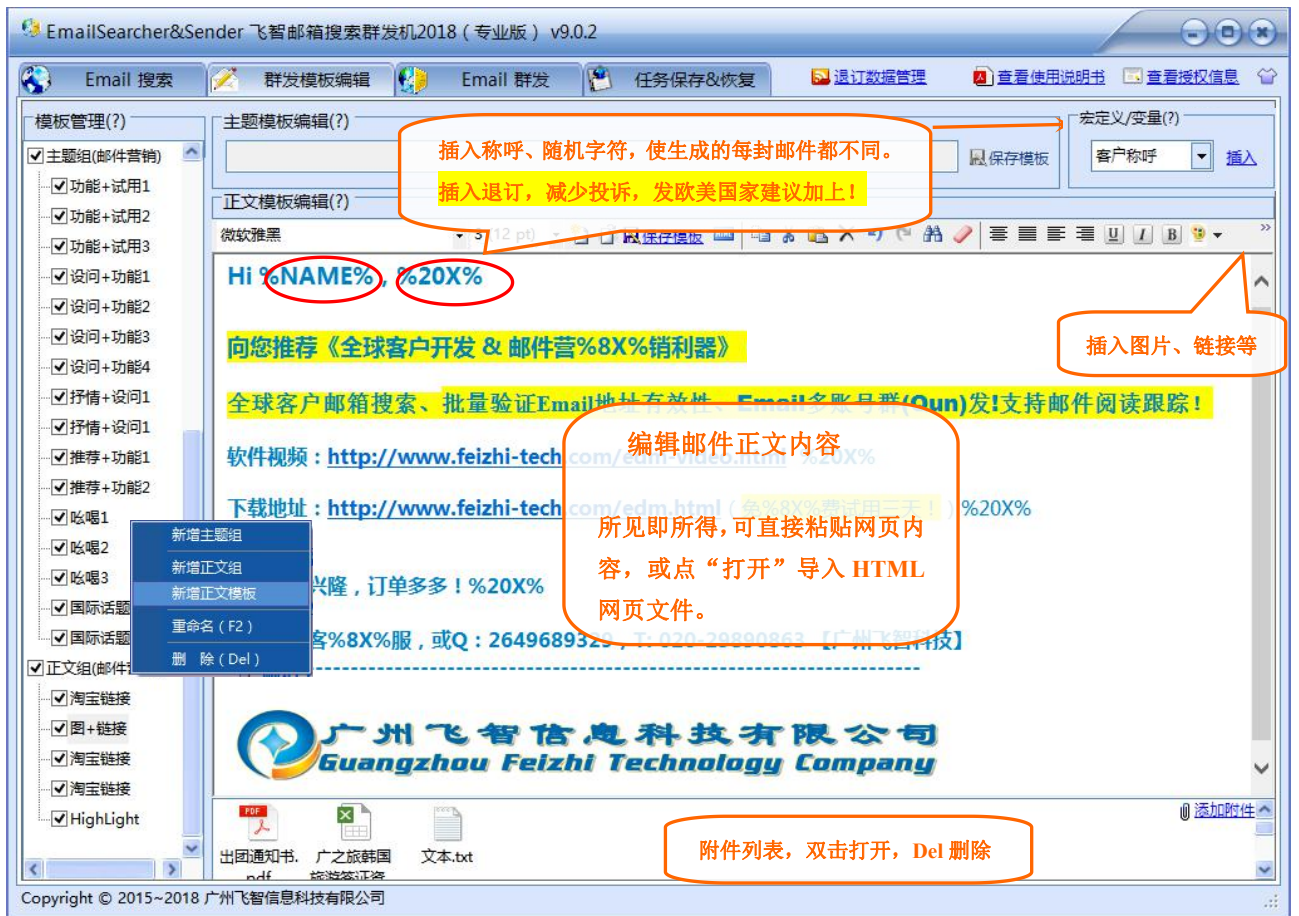 EmailSearcher&Sender 飞智邮箱搜索群发机2018（专业版） v9.0.2
Email 搜索
群发模板编辑
Email 群发
任务保存&恢复
退订数据管理
查看使用说明书
查看授权信息
模板管理(?)
主题模板编辑(?)
宏定义/变量(?)
插入称呼、随机字符，使生成的每封邮件都不同。
插入退订，减少投诉，发欧美国家建议加上！
保存模板
客户称呼
插入
主题组(邮件营销)
功能+试用1
功能+试用2
功能+试用3
设问+功能1
设问+功能2
设问+功能3
设问+功能4
抒情+设问1
抒情+设问1
推荐+功能1
推荐+功能2
吆喝1
吆喝2
吆喝3
国际话题
国际话题
正文组(邮件
淘宝链接
图+链接
淘宝链接
淘宝链接
HighLight
新增主题组
新增正文组
新增正文模板
重命名（F2）
删 除（Del）
正文模板编辑(?)
微软雅黑
3 (12 pt)
保存模板
Hi %NAME%，%20X%
向您推荐《全球客户开发 & 邮件营%8X%销利器》
插入图片、链接等
全球客户邮箱搜索、批量验证Email地址有效性、Email多账号群(Qun)发!支持邮件阅读跟踪！
软件视频：http://www.feizhi-tech.com/edm-video.html %20X%
下载地址：http://www.feizhi-tech.com/edm.html（免%8X%费试用三天！）%20X%
编辑邮件正文内容
所见即所得，可直接粘贴网页内
容，或点“打开”导入 HTML
网页文件。
兴隆，订单多多！%20X%
客%8X%服，或Q：2649689329，T: 020-29890863 【广州飞智科技】
广州飞智信息科技有限公司
Guangzhou Feizhi Technology Company
添加附件
出团通知书.
pdf
广之旅韩国
旅游签证资
文本.txt
附件列表，双击打开，Del 删除
Copyright © 2015~2018 广州飞智信息科技有限公司